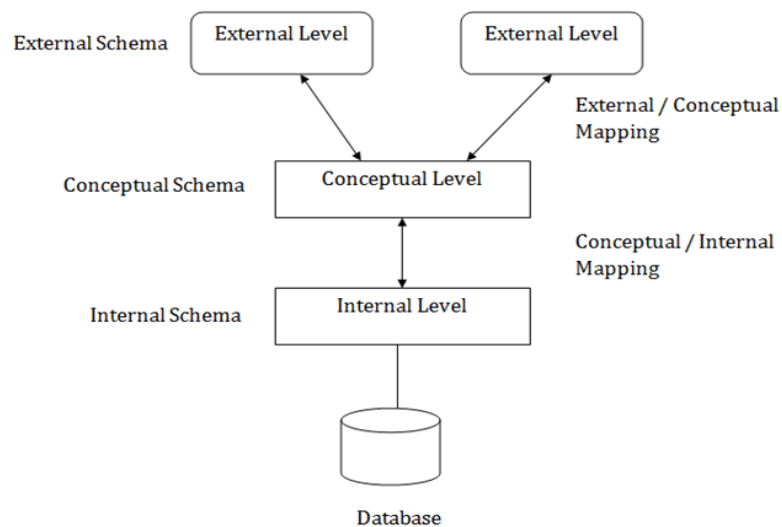 External Level
External Level
External Schema
External / Conceptual
Mapping
Conceptual Level
Conceptual Schema
Conceptual / Internal
Mapping
Internal Level
Internal Schema
Database